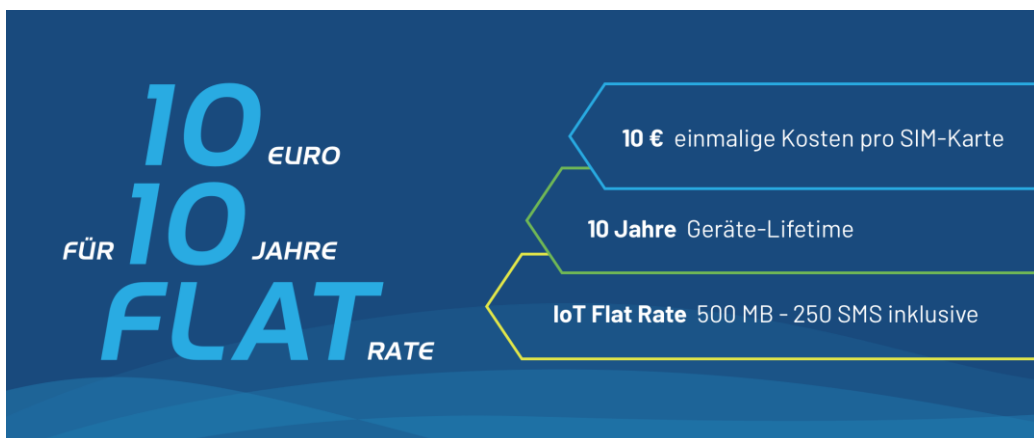 10 EURO
FÜR 10 JAHRE
FLAT RATE
10 € einmalige Kosten pro SIM-Karte
10 Jahre Geräte-Lifetime
IoT Flat Rate 500 MB - 250 SMS inklusive